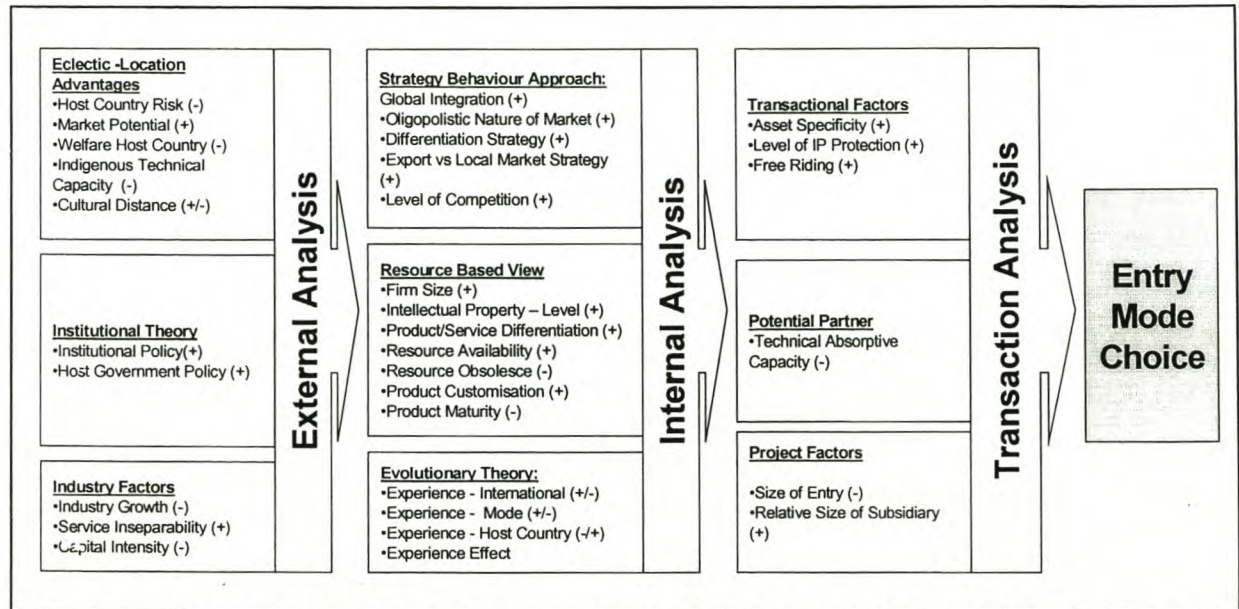 Eclectic -Location
Advantages
•Host Country Risk (-)
•Market Potential (+)
•Welfare Host Country (-)
•Indigenous Technical
Capacity (-)
•Cultural Distance (+/-)
Institutional Theory
•Institutional Policy(+)
•Host Government Policy (+)
Industry Factors
•Industry Growth (-)
•Service Inseparability (+)
•Capital Intensity (-)
External Analysis
Strategy Behaviour Approach:
Global Integration (+)
•Oligopolistic Nature of Market (+)
•Differentiation Strategy (+)
•Export vs Local Market Strategy
(+)
•Level of Competition (+)
Resource Based View
•Firm Size (+)
•Intellectual Property – Level (+)
•Product/Service Differentiation (+)
•Resource Availability (+)
•Resource Obsolesce (-)
•Product Customisation (+)
•Product Maturity (-)
Evolutionary Theory:
•Experience - International (+/-)
•Experience - Mode (+/-)
•Experience - Host Country (-/+)
•Experience Effect
Internal Analysis
Transactional Factors
•Asset Specificity (+)
•Level of IP Protection (+)
•Free Riding (+)
Potential Partner
•Technical Absorptive
Capacity (-)
Project Factors
•Size of Entry (-)
•Relative Size of Subsidiary
(+)
Transaction Analysis
Entry
Mode
Choice